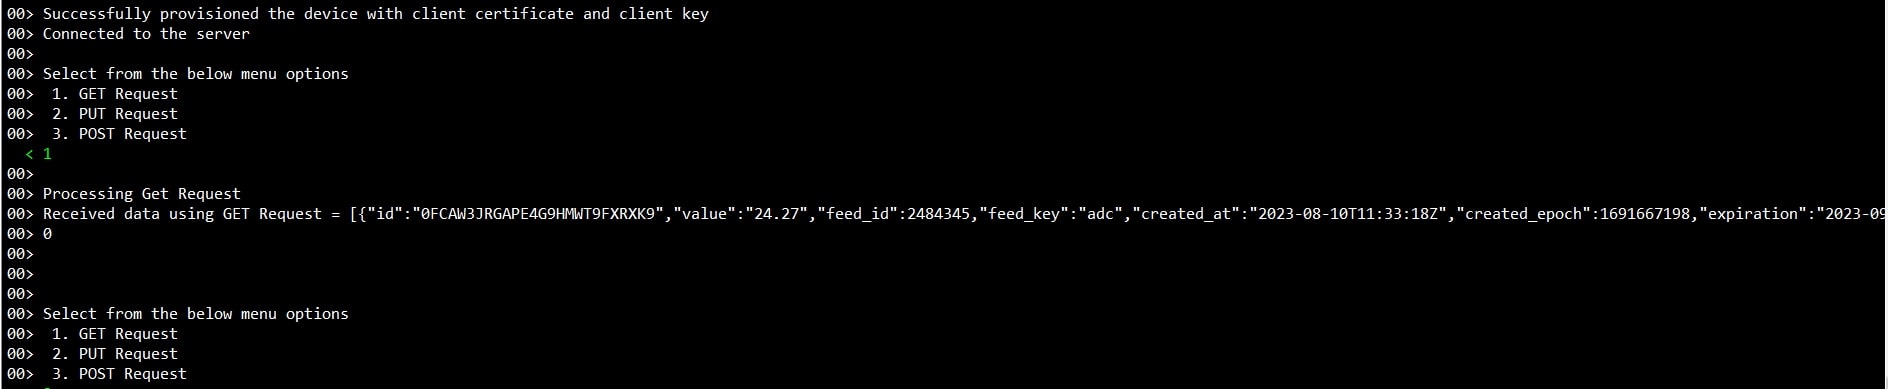 00> Successfully provisioned the device with client certificate and client key
00> Connected to the server
00>
00> Select from the below menu options
00>  1. GET Request
00>  2. PUT Request
00>  3. POST Request
  < 1
00>
00> Processing Get Request
00> Received data using GET Request = [{"id":"0FCAW3JRGAPE4G9HMWT9FXRXK9","value":"24.27","feed_id":2484345,"feed_key":"adc","created_at":"2023-08-10T11:33:18Z","created_epoch":1691667198,"expiration":"2023-09
00> 0
00>
00>
00>
00> Select from the below menu options
00>  1. GET Request
00>  2. PUT Request
00>  3. POST Request